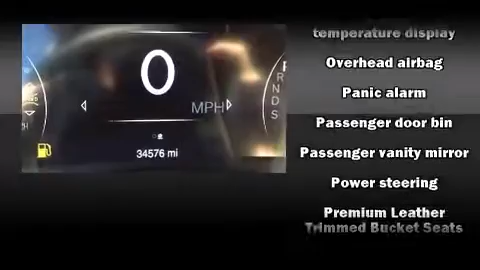 0
MPH
34576 mi
P
R
N
D
S
temperature display
Overhead airbag
Panic alarm
Passenger door bin
Passenger vanity mirror
Power steering
Premium Leather
Trimmed Bucket Seats